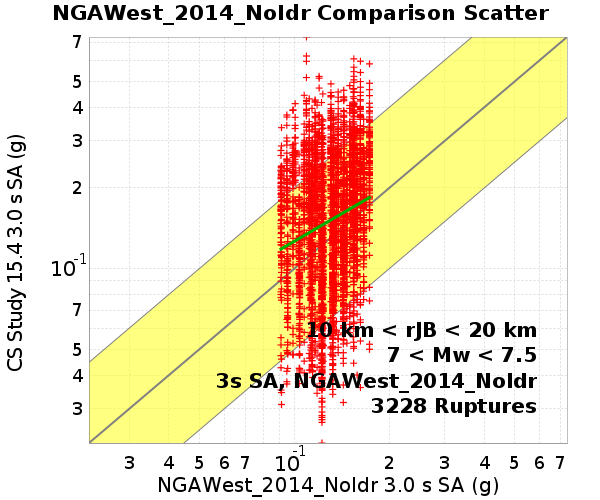 NGAWest_2014_NoIdr Comparison Scatter
7
5
4
3
2
10-1
7
5
4
3
CS Study 15.4 3.0 s SA (g)
10 km < rJB < 20 km
7 < Mw < 7.5
3s SA, NGAWest_2014_NoIdr
3228 Ruptures
3 4 5 6 7 10-1 2 3 4 5 6 7
NGAWest_2014_NoIdr 3.0 s SA (g)